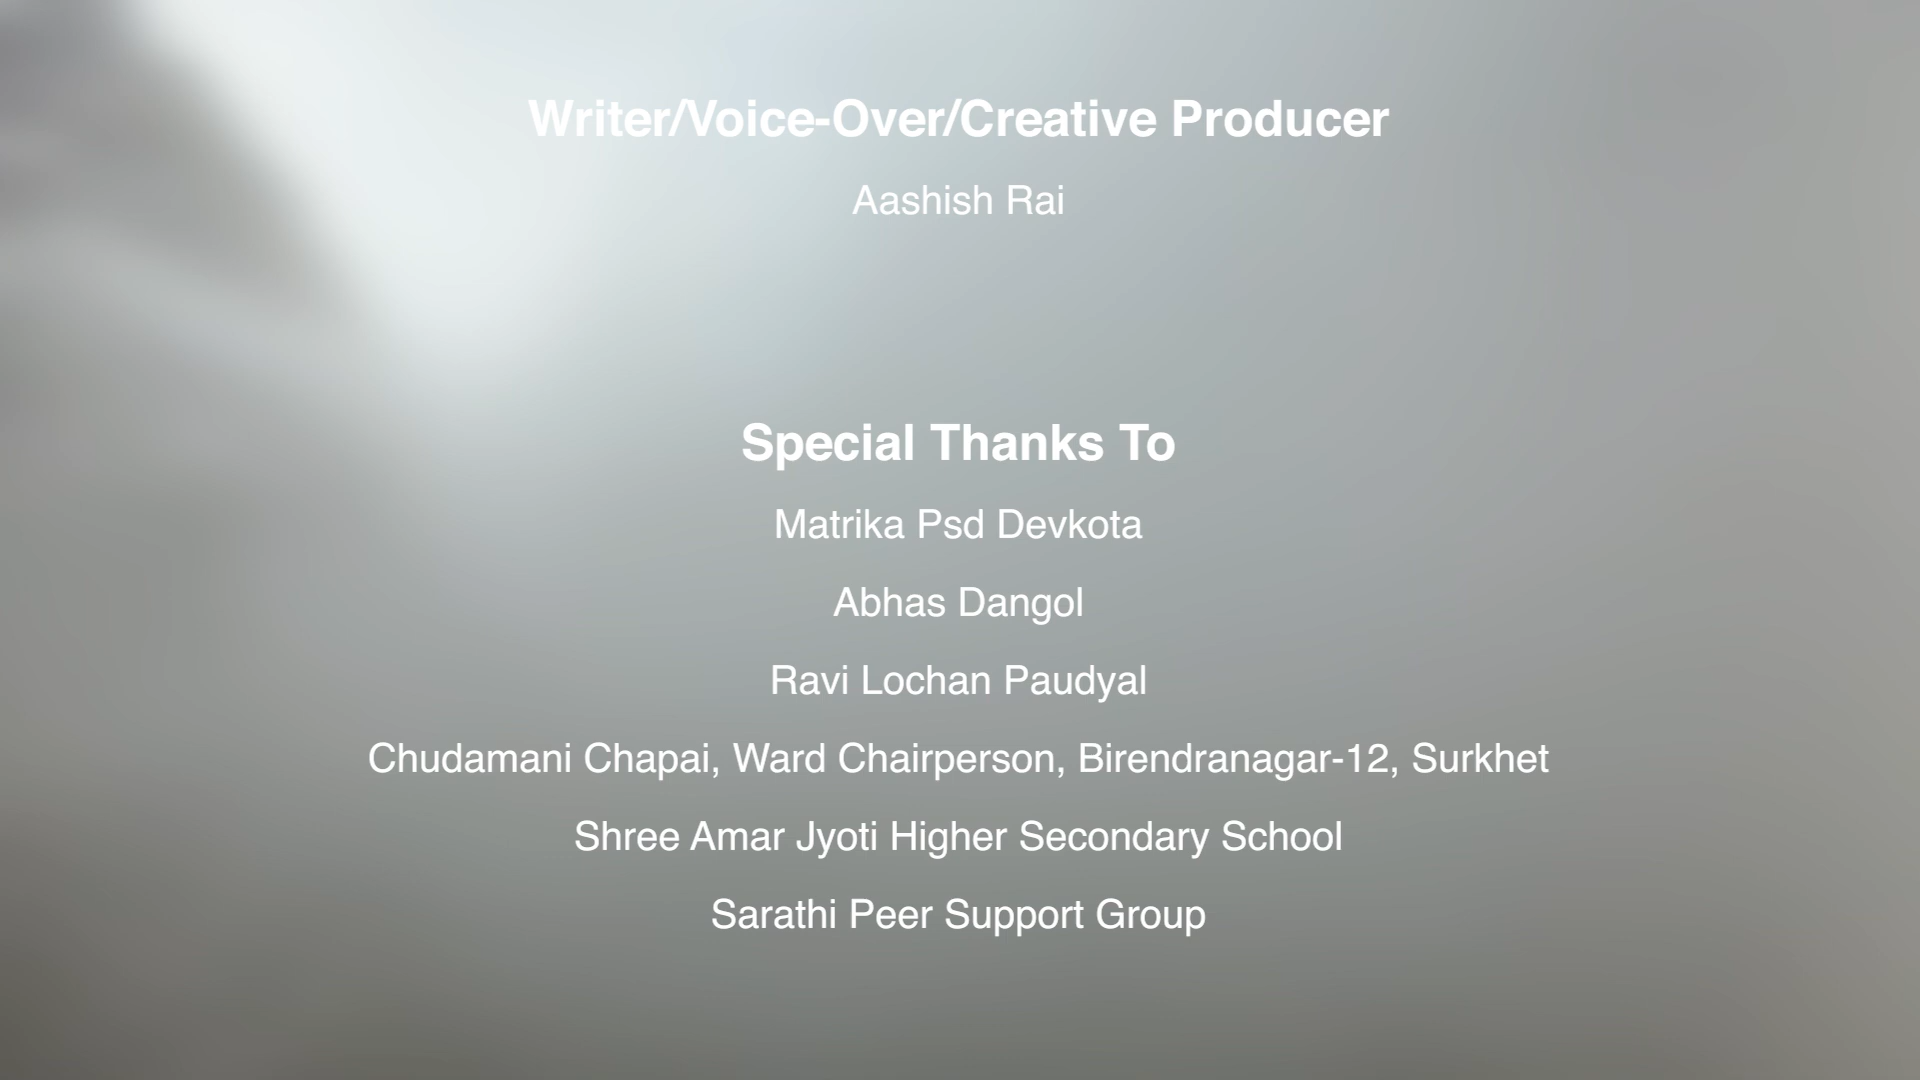 Writer/Voice-Over/Creative Producer
Aashish Rai
Special Thanks To
Matrika Psd Devkota
Abhas Dangol
Ravi Lochan Paudyal
Chudamani Chapai, Ward Chairperson, Birendranagar-12, Surkhet
Shree Amar Jyoti Higher Secondary School
Sarathi Peer Support Group